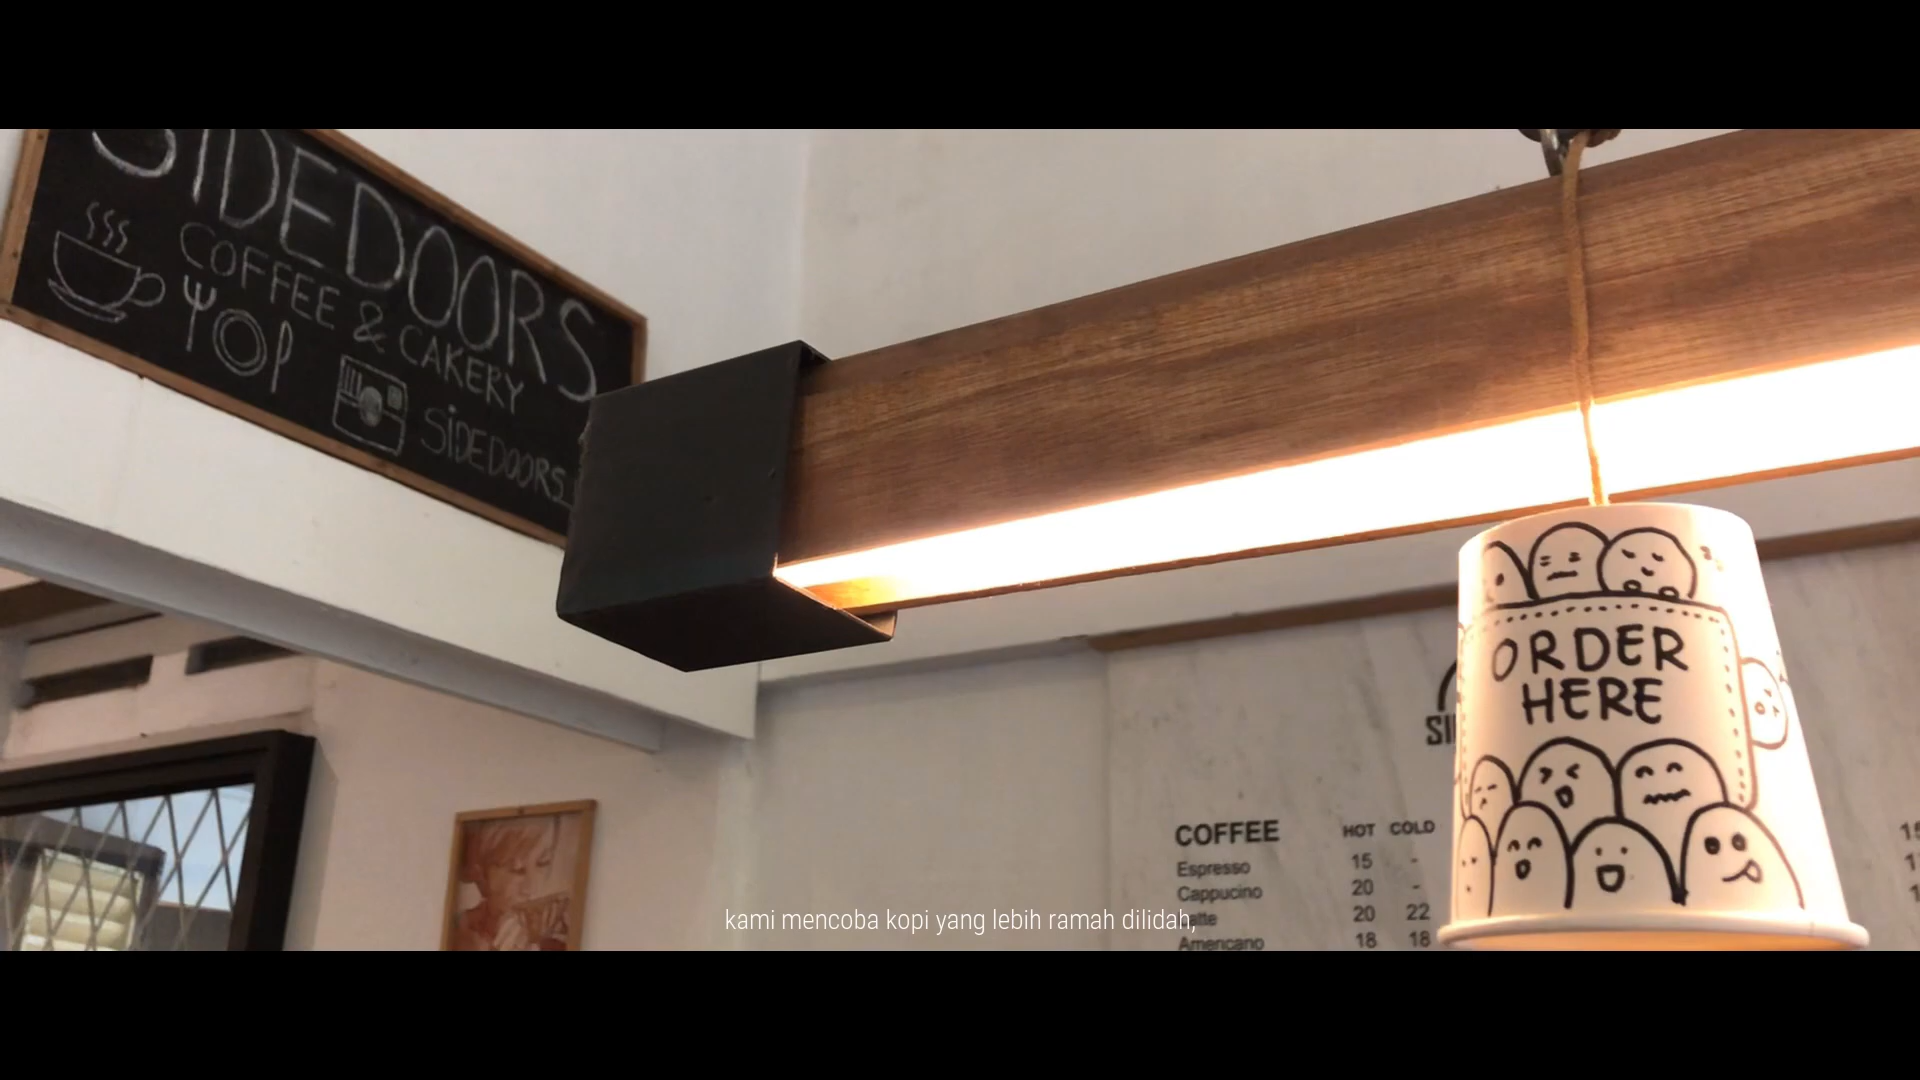 SIDEDOORS
COFFEE & CAKERY
SIDEDOORS
ORDER
HERE
COFFEE HOT COLD
Espresso 15 -
Cappucino 20 -
Latte 20 22
Americano 18 18
kami mencoba kopi yang lebih ramah dilidah,